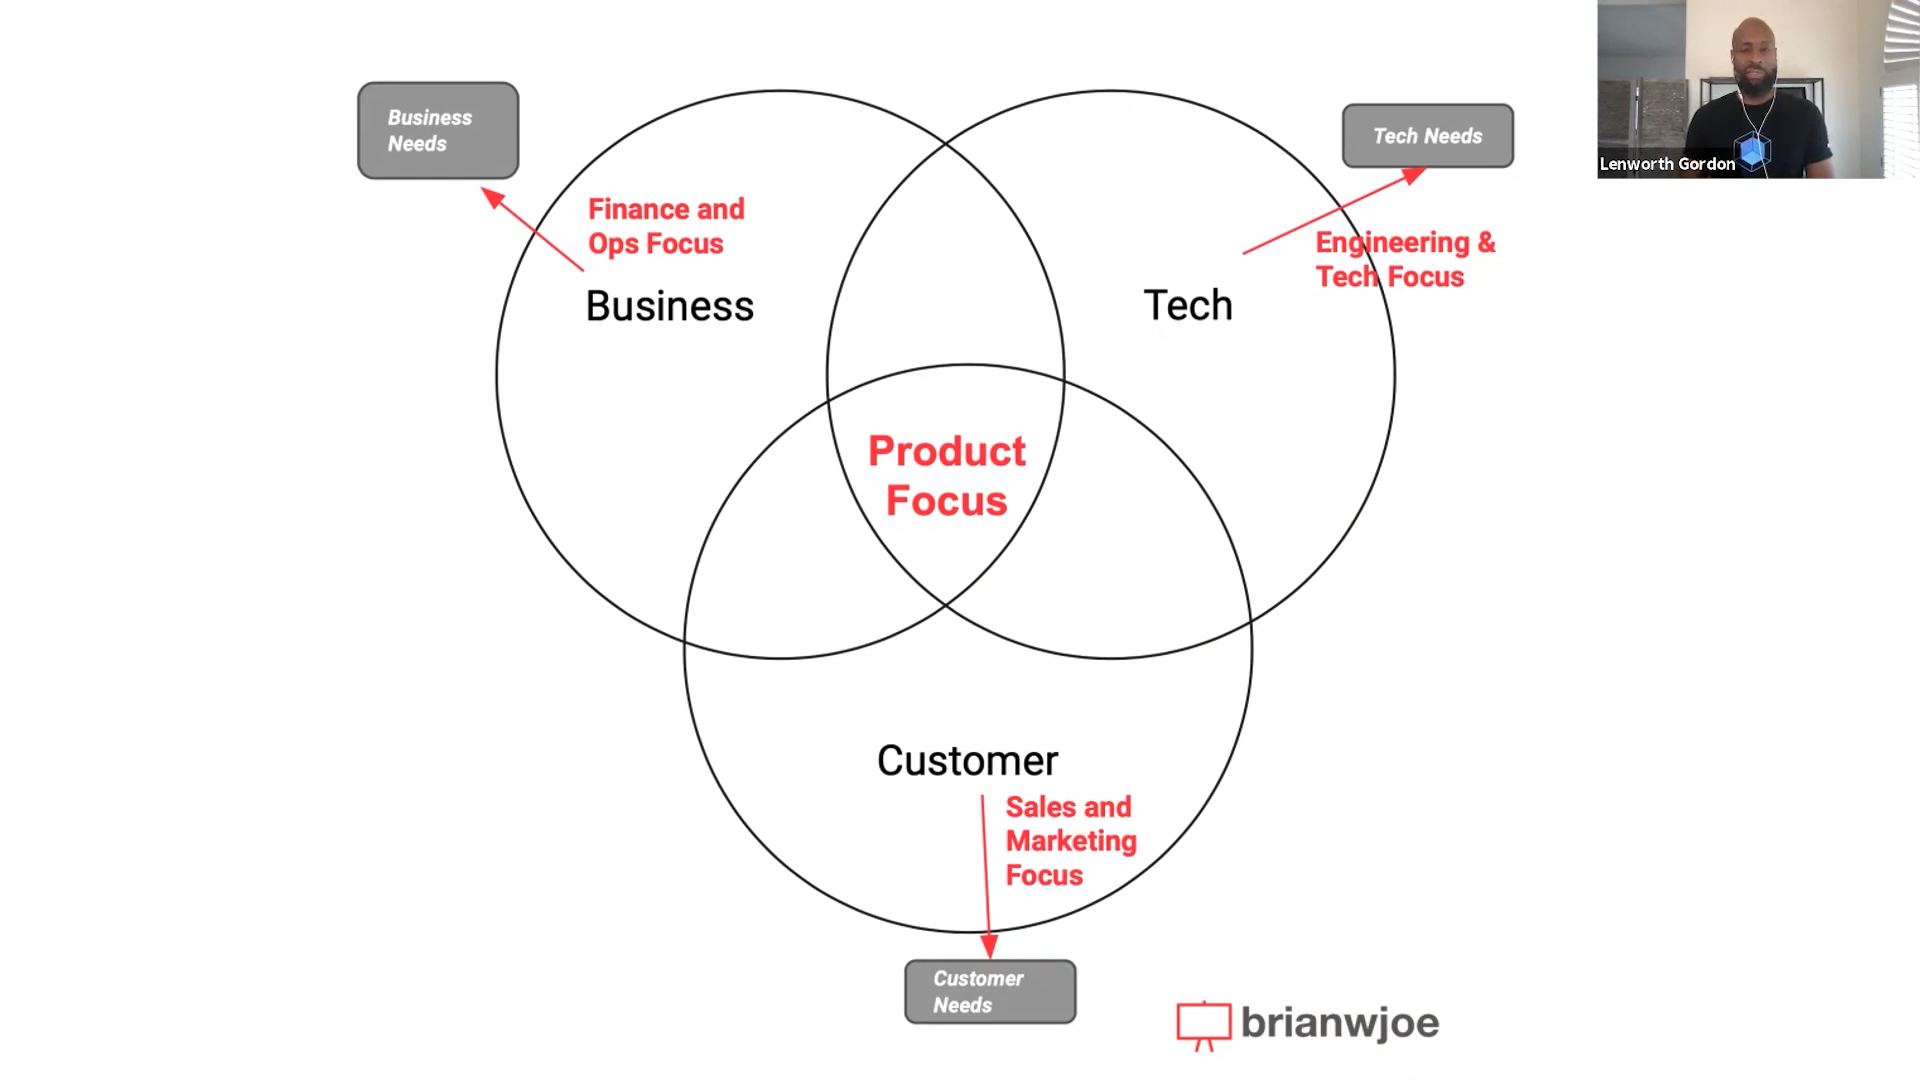 Business
Needs
Tech Needs
Lenworth Gordon
Finance and
Ops Focus
Engineering &
Tech Focus
Business
Tech
Product
Focus
Customer
Sales and
Marketing
Focus
Customer
Needs
brianwjoe